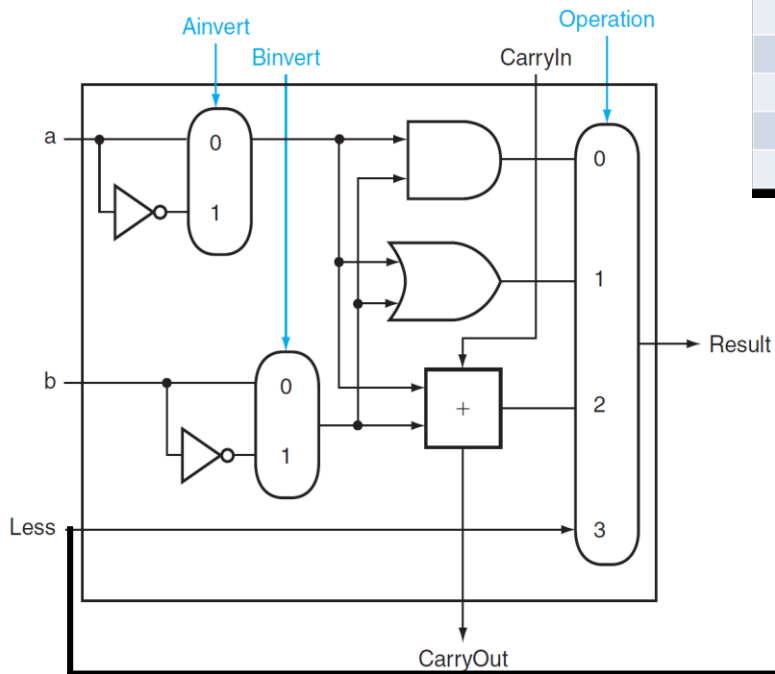 Operation
Ainvert
Binvert
CarryIn
a
0
0
1
1
b
0
Result
+
2
1
Less
3
CarryOut